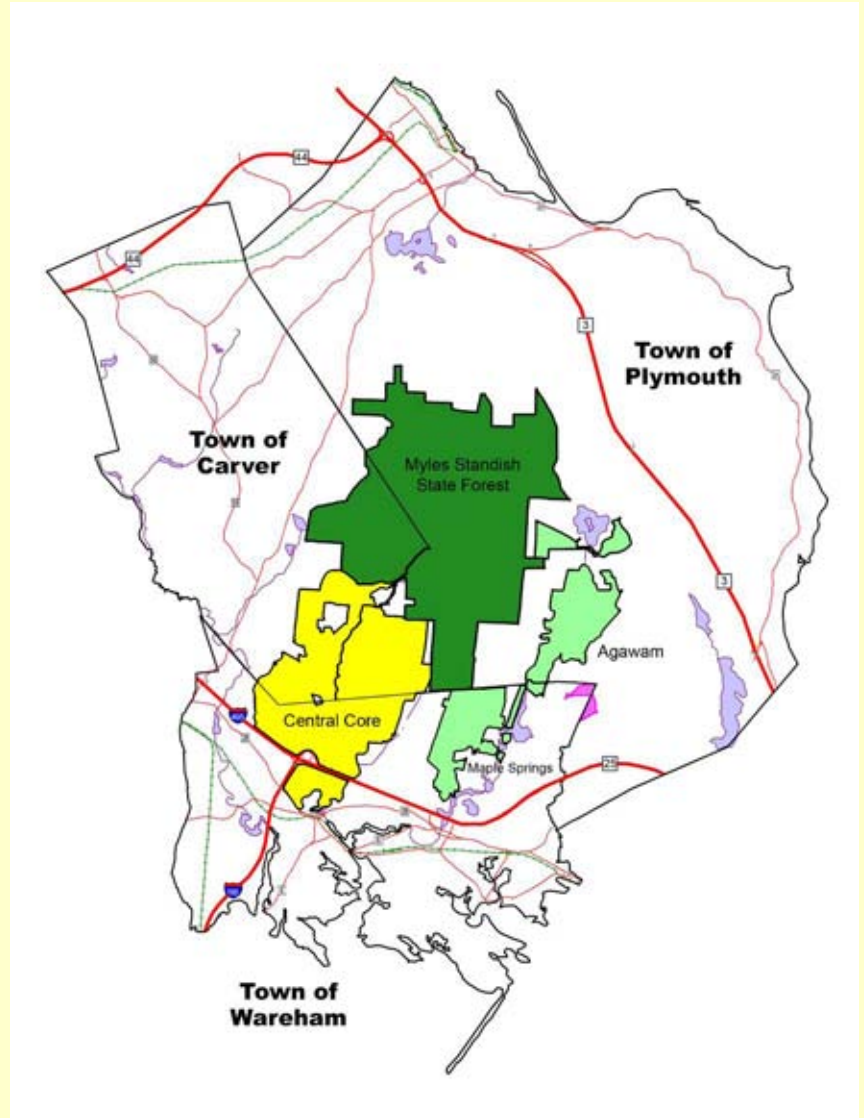 44
44
3
Town of
Plymouth
Town of
Carver
Myles Standish
State Forest
3
Agawam
Central Core
Maple Springs
25
Town of
Wareham